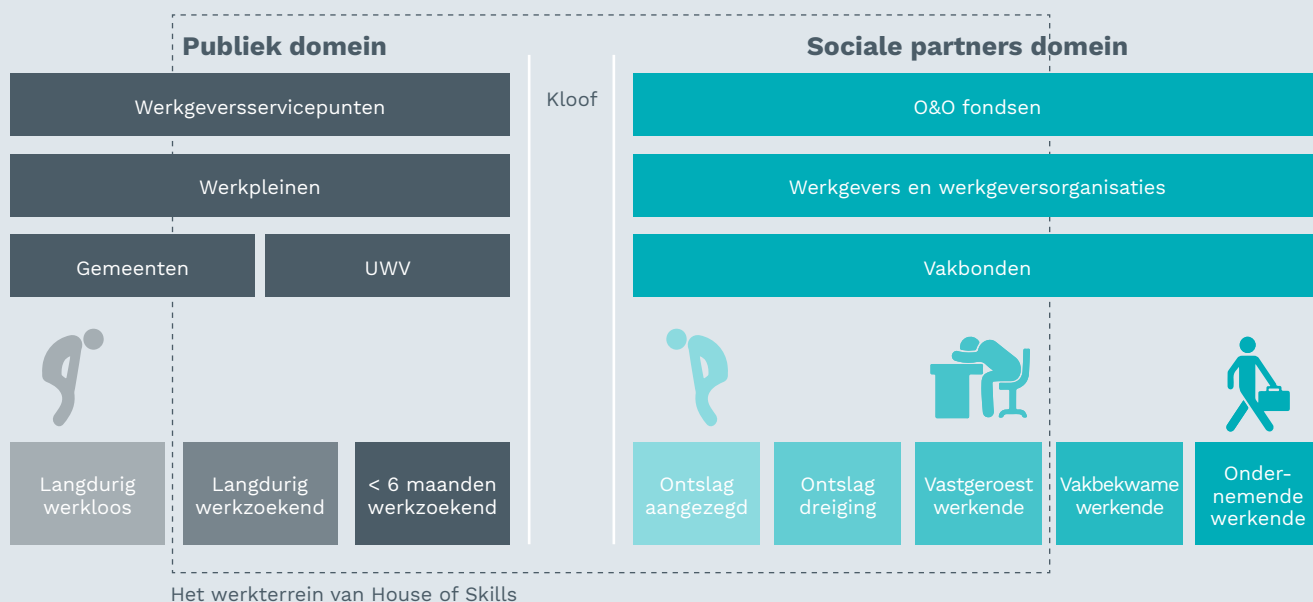 Publiek domein
Sociale partners domein
Werkgeversservicepunten
Kloof
O&O fondsen
Werkpleinen
Werkgevers en werkgeversorganisaties
Gemeenten
UWV
Vakbonden
Langdurig
werkloos
Langdurig
werkzoekend
< 6 maanden
werkzoekend
Ontslag
aangezegd
Ontslag
dreiging
Vastgeroest
werkende
Vakbekwame
werkende
Onder-
nemende
werkende
Het werkterrein van House of Skills